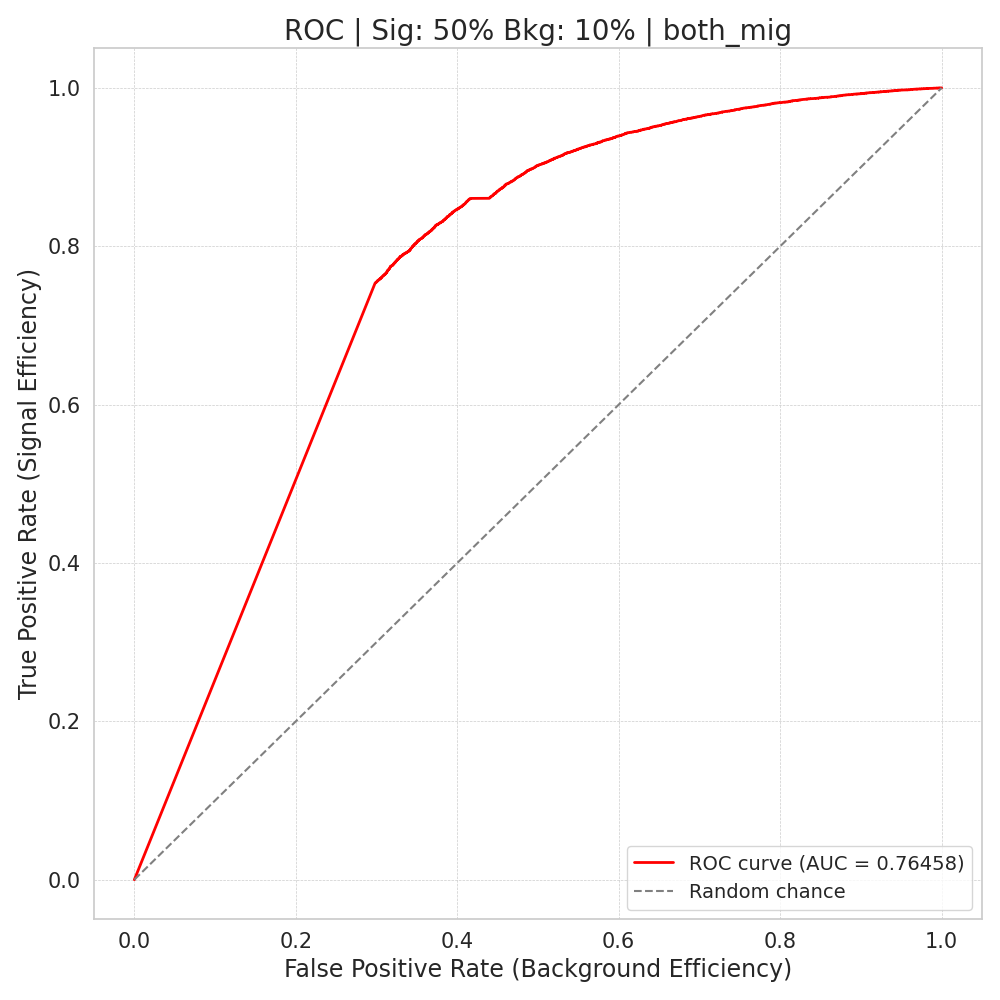 ROC | Sig: 50% Bkg: 10% | both_mig
True Positive Rate (Signal Efficiency)
1.0
0.8
0.6
0.4
0.2
0.0
ROC curve (AUC = 0.76458)
Random chance
0.0 0.2 0.4 0.6 0.8 1.0
False Positive Rate (Background Efficiency)